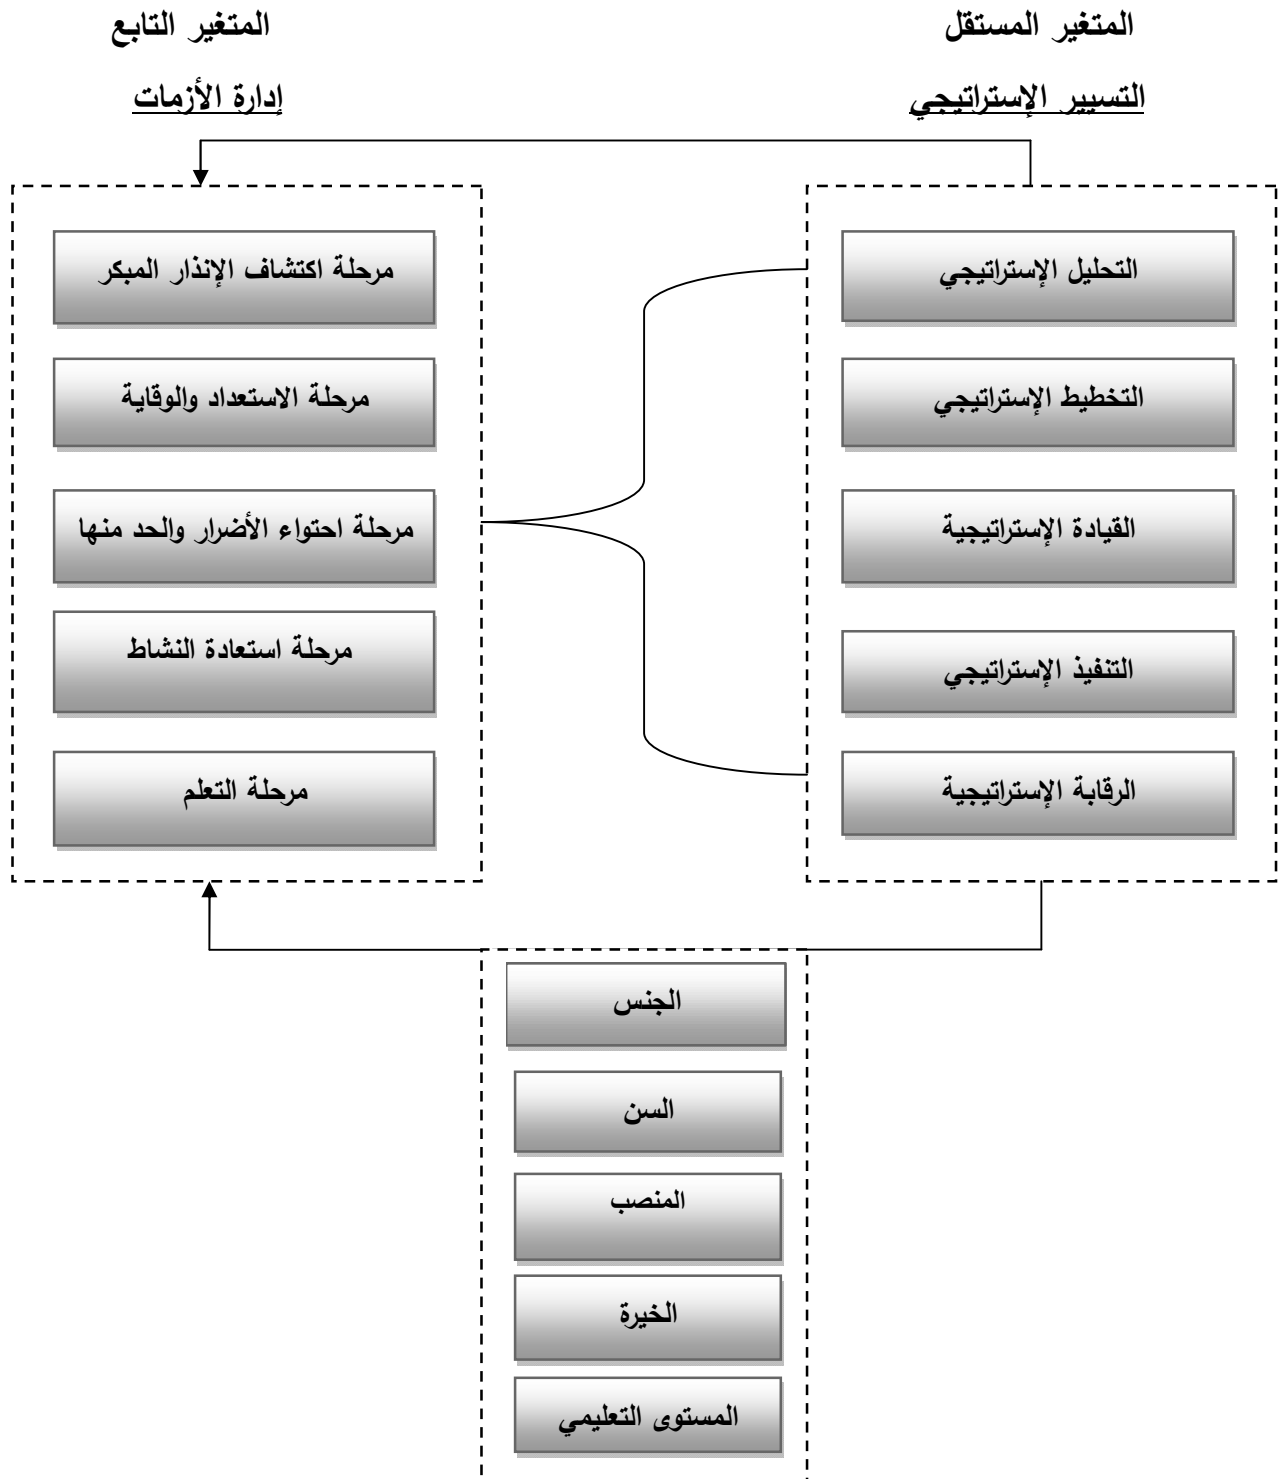 المتغير المستقل
المتغير التابع
التسيير الإستراتيجي
إدارة الأزمات
التحليل الإستراتيجي
التخطيط الإستراتيجي
القيادة الإستراتيجية
التنفيذ الإستراتيجي
الرقابة الإستراتيجية
مرحلة اكتشاف الإنذار المبكر
مرحلة الاستعداد والوقاية
مرحلة احتواء الأضرار والحد منها
مرحلة استعادة النشاط
مرحلة التعلم
الجنس
السن
المنصب
الخيرة
المستوى التعليمي